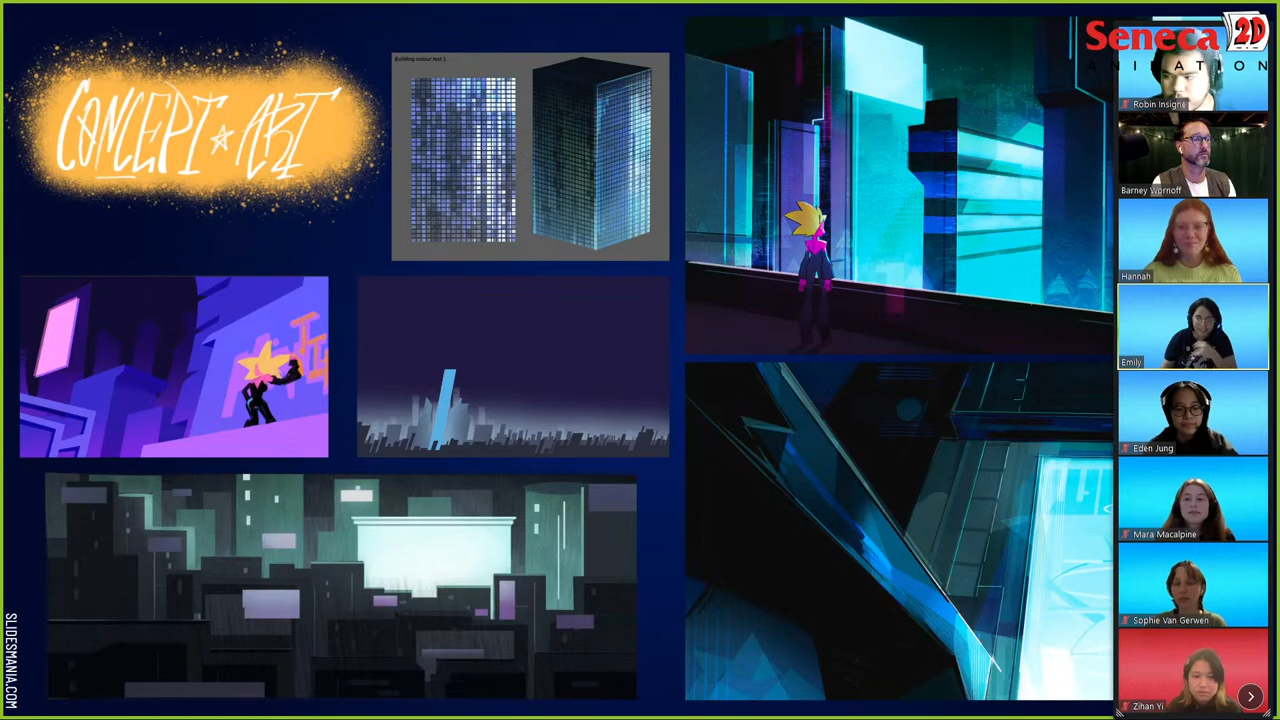 CONCEPT ☆ ART
Building colour test 1
Seneca 2D
ANIMATION
Robin Insigne
Barney Wornoff
Hannah
Emily
Eden Jung
Mara Macalpine
Sophie Van Gerwen
Zihan Yi
SLIDESMANIA.COM